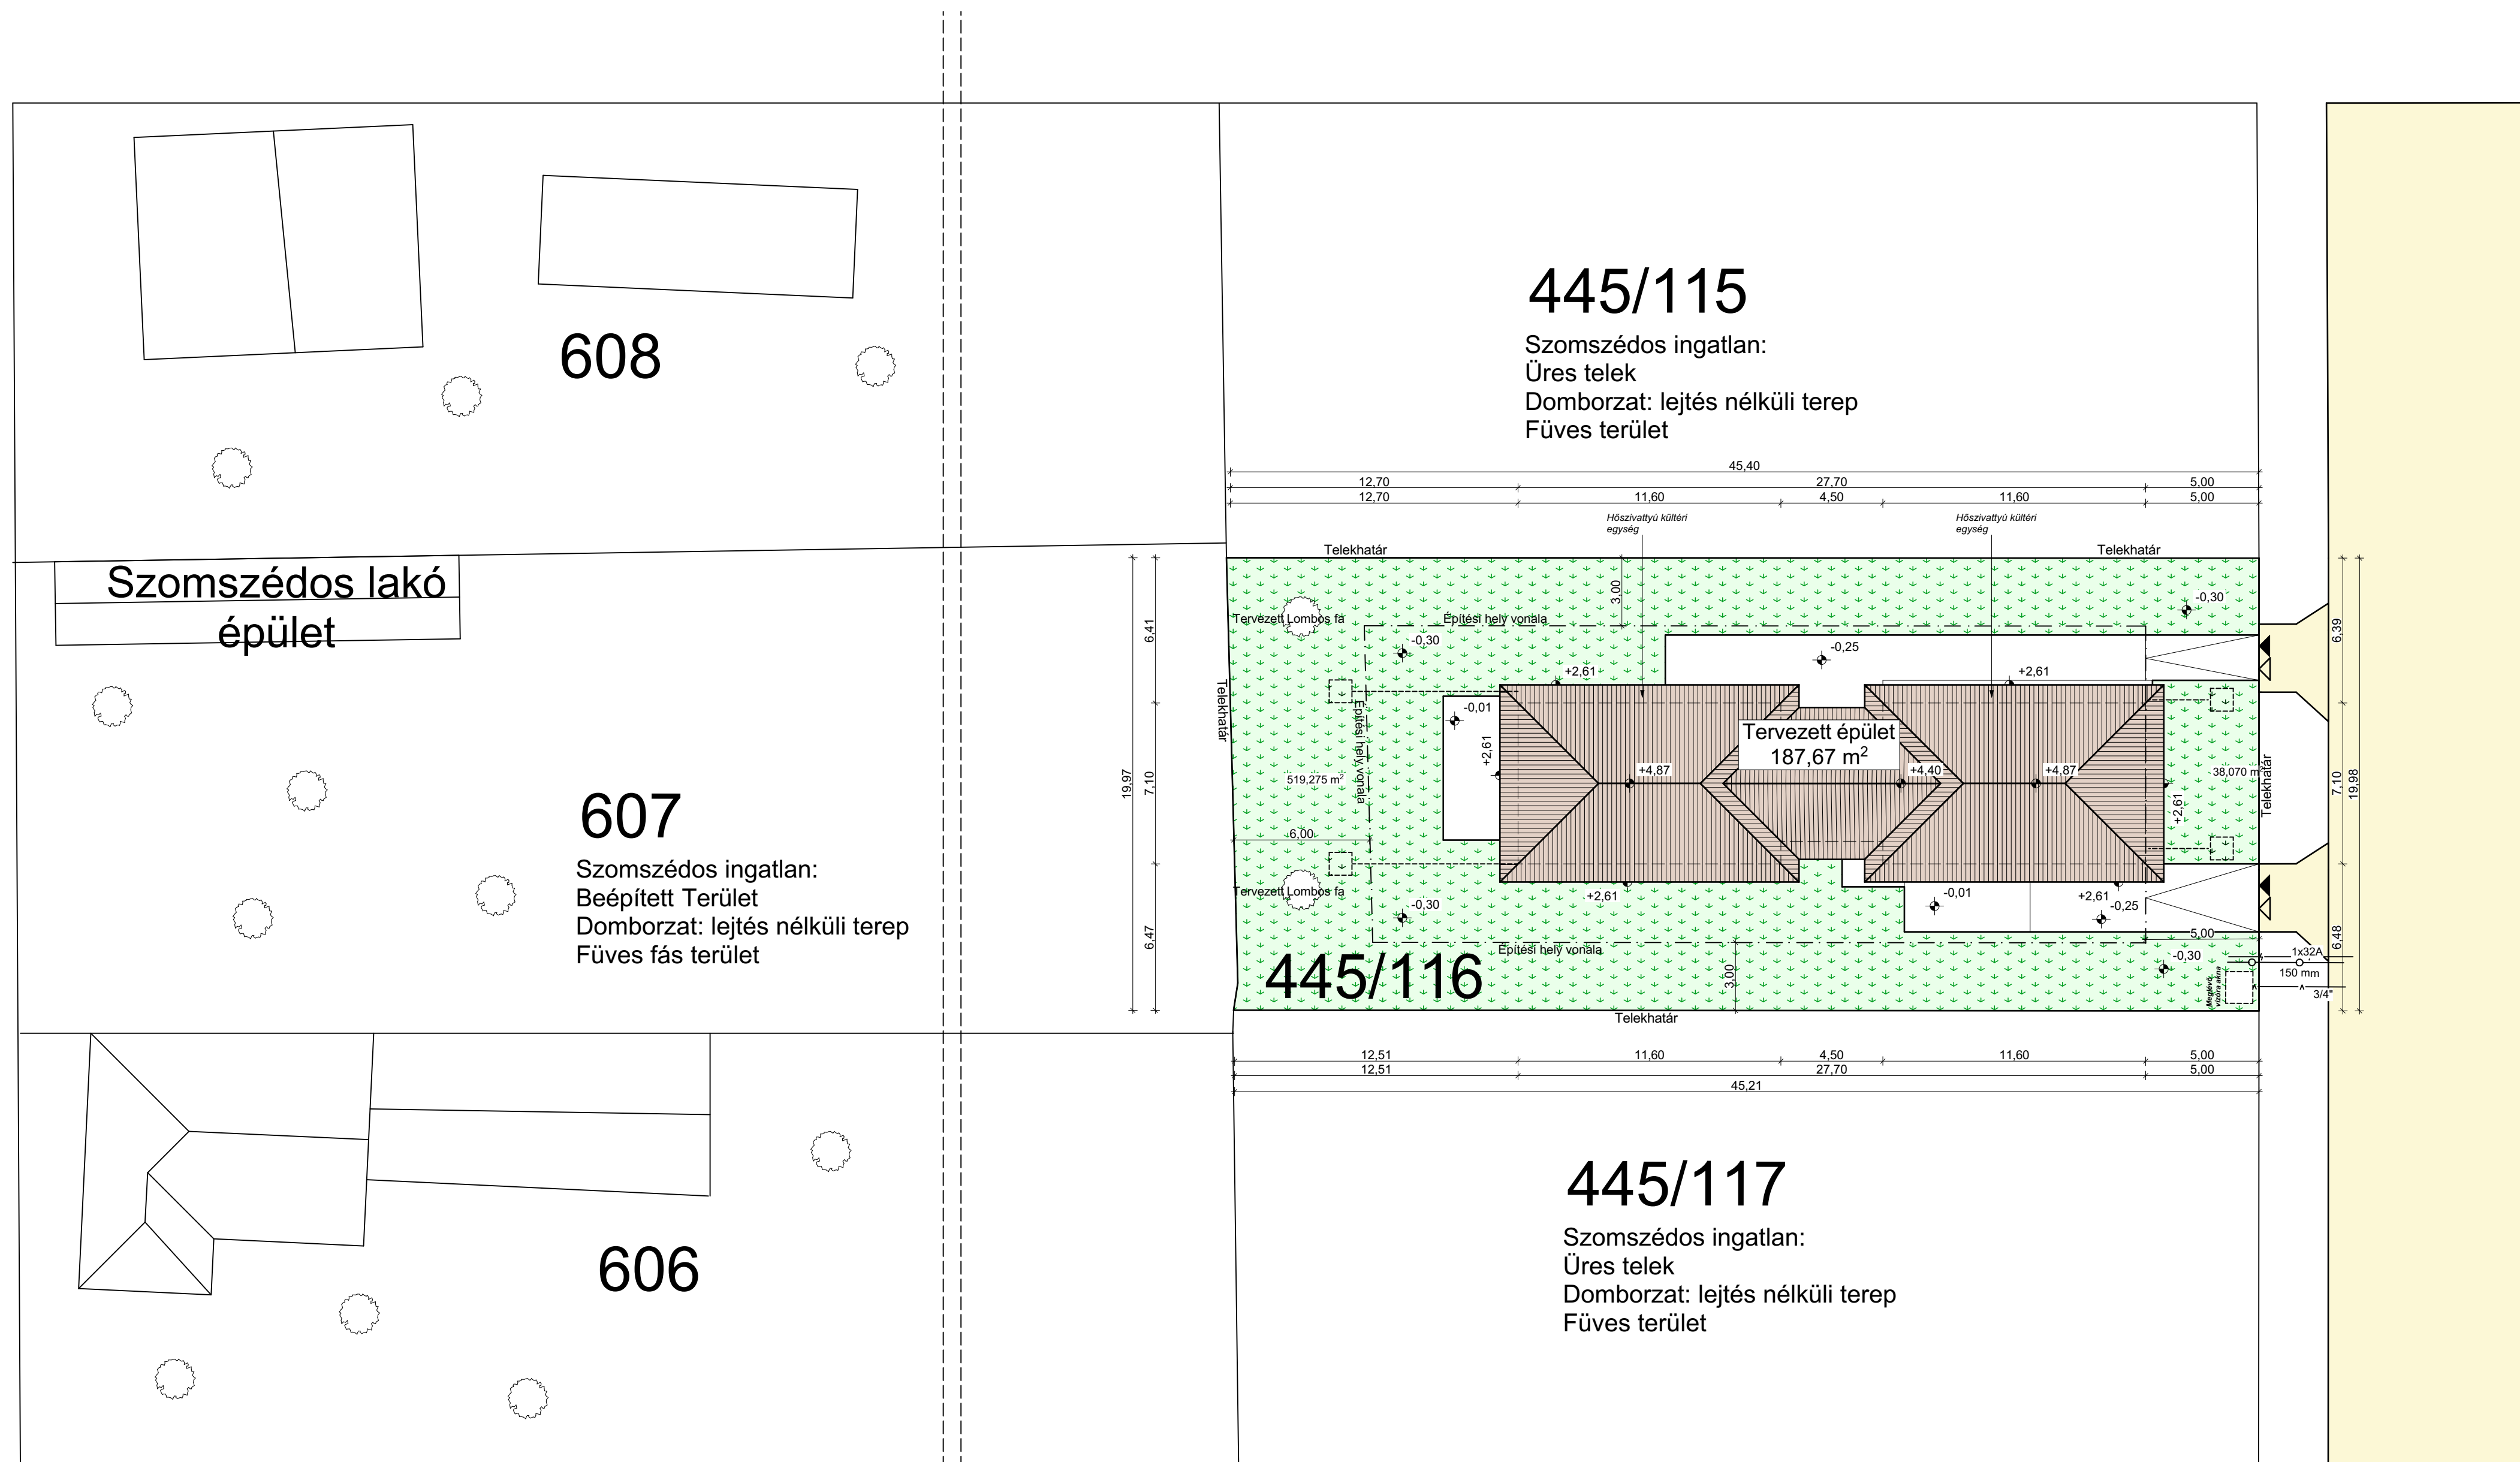 608
445/115
Szomszédos ingatlan:
Üres telek
Domborzat: lejtés nélküli terep
Füves terület
45,40
12,70
27,70
5,00
12,70
11,60
4,50
11,60
5,00
Hőszivattyú kültéri
egység
Hőszivattyú kültéri
egység
Telekhatár
Telekhatár
Szomszédos lakó
épület
3,00
-0,30
Tervezett Lombos fa
Építési hely vonala
6,41
6,39
-0,30
-0,25
+2,61
+2,61
Telekhatár
-0,01
Építési hely vonala
+2,61
Tervezett épület
187,67 m²
519,275 m²
+4,87
+4,40
+4,87
38,070 m
Telekhatár
19,97
7,10
+2,61
7,10
19,98
607
Szomszédos ingatlan:
Beépített Terület
Domborzat: lejtés nélküli terep
Füves fás terület
6,00
Tervezett Lombos fa
+2,61
-0,30
-0,01
+2,61
-0,25
6,47
5,00
6,48
Építési hely vonala
445/116
3,00
-0,30
1x32A
150 mm
3/4"
Meglévő
vízóra akna
Telekhatár
12,51
11,60
4,50
11,60
5,00
12,51
27,70
5,00
45,21
606
445/117
Szomszédos ingatlan:
Üres telek
Domborzat: lejtés nélküli terep
Füves terület